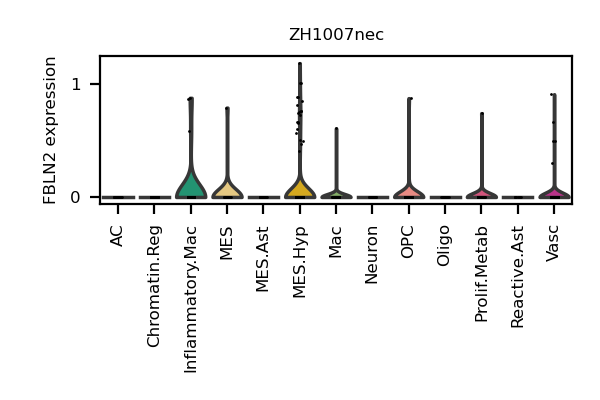 ZH1007nec
FBLN2 expression
1
0
AC
Chromatin.Reg
Inflammatory.Mac
MES
MES.Ast
MES.Hyp
Mac
Neuron
OPC
Oligo
Prolif.Metab
Reactive.Ast
Vasc